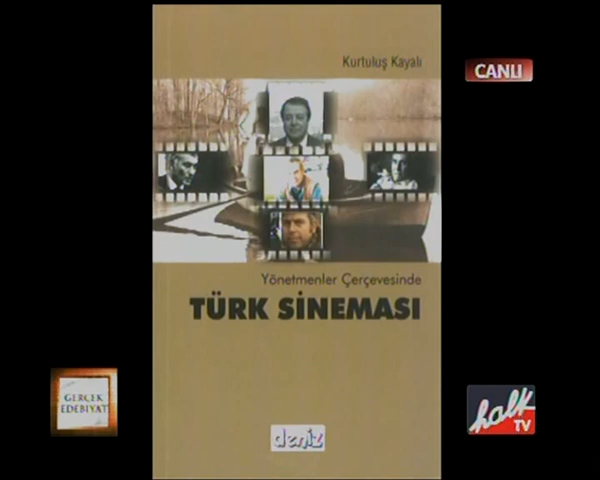 Kurtuluş Kayalı
CANLI
Yönetmenler Çerçevesinde
TÜRK SİNEMASI
GERÇEK
EDEBİYAT
halk
TV
deniz